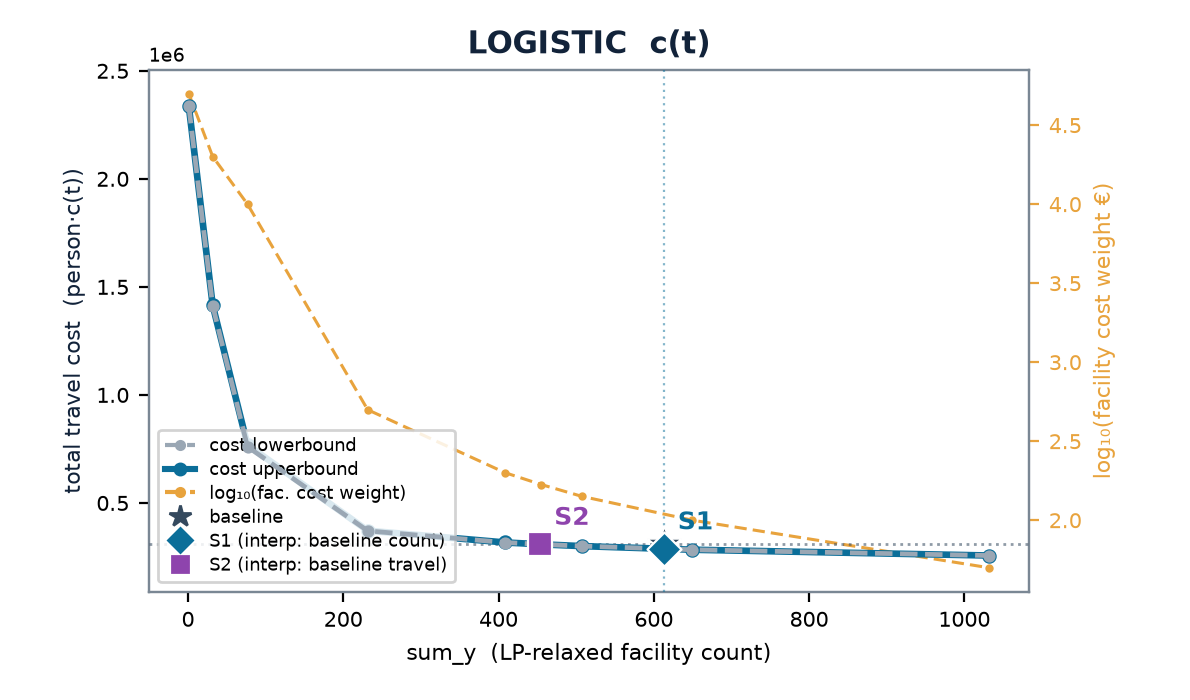 LOGISTIC c(t)
1e6
2.5
2.0
1.5
1.0
0.5
total travel cost (person·c(t))
4.5
4.0
3.5
3.0
2.5
2.0
log₁₀(facility cost weight €)
S2
S1
cost lowerbound
cost upperbound
log₁₀(fac. cost weight)
baseline
S1 (interp: baseline count)
S2 (interp: baseline travel)
0
200
400
600
800
1000
sum_y (LP-relaxed facility count)